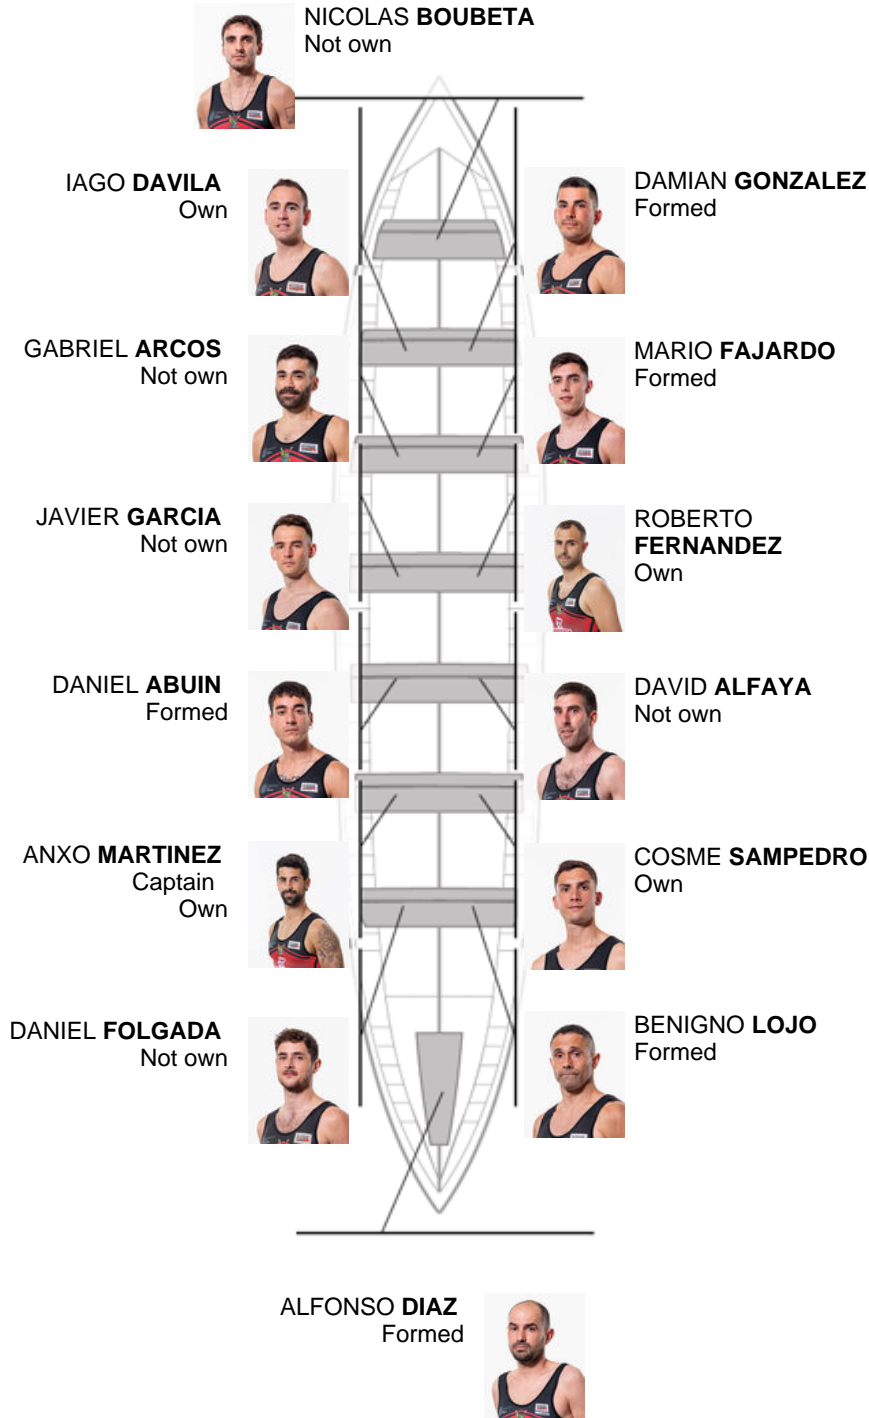 NICOLAS BOUBETA
Not own
IAGO DAVILA
Own
DAMIAN GONZALEZ
Formed
GABRIEL ARCOS
Not own
MARIO FAJARDO
Formed
JAVIER GARCIA
Not own
ROBERTO
FERNANDEZ
Own
DANIEL ABUIN
Formed
DAVID ALFAYA
Not own
ANXO MARTINEZ
Captain
Own
COSME SAMPEDRO
Own
DANIEL FOLGADA
Not own
BENIGNO LOJO
Formed
ALFONSO DIAZ
Formed